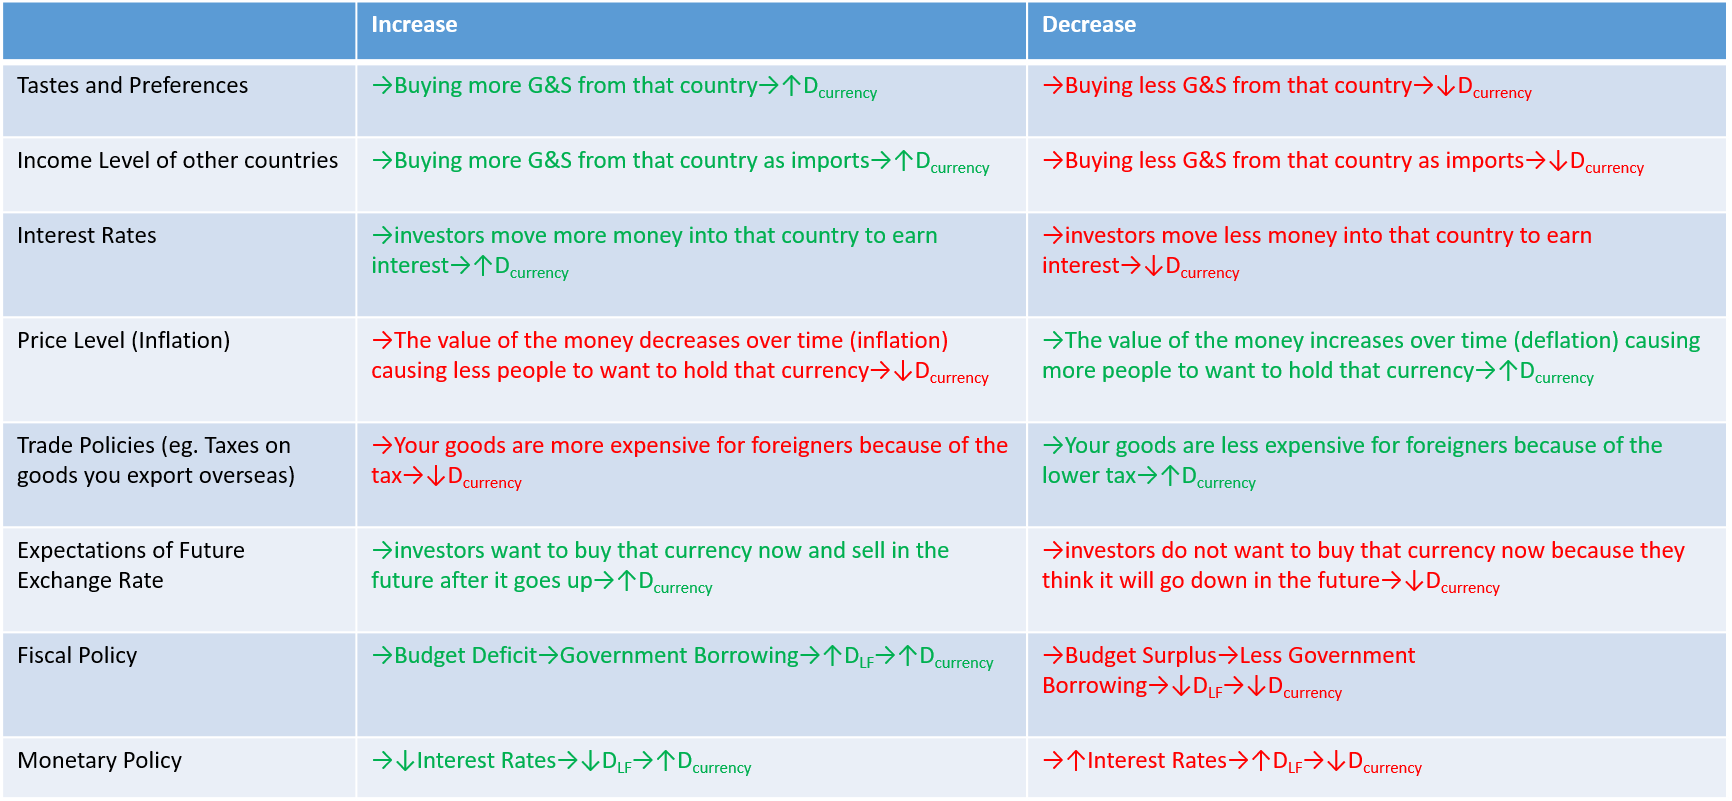 Increase Decrease
Tastes and Preferences →Buying more G&S from that country→↑Dcurrency →Buying less G&S from that country→↓Dcurrency
Income Level of other countries →Buying more G&S from that country as imports→↑Dcurrency →Buying less G&S from that country as imports→↓Dcurrency
Interest Rates →investors move more money into that country to earn
interest→↑Dcurrency →investors move less money into that country to earn
interest→↓Dcurrency
Price Level (Inflation) →The value of the money decreases over time (inflation)
causing less people to want to hold that currency→↓Dcurrency →The value of the money increases over time (deflation) causing
more people to want to hold that currency→↑Dcurrency
Trade Policies (eg. Taxes on
goods you export overseas) →Your goods are more expensive for foreigners because of the
tax→↓Dcurrency →Your goods are less expensive for foreigners because of the
lower tax→↑Dcurrency
Expectations of Future
Exchange Rate →investors want to buy that currency now and sell in the
future after it goes up→↑Dcurrency →investors do not want to buy that currency now because they
think it will go down in the future→↓Dcurrency
Fiscal Policy →Budget Deficit→Government Borrowing→↑DLF→↑Dcurrency →Budget Surplus→Less Government
Borrowing→↓DLF→↓Dcurrency
Monetary Policy →↓Interest Rates→↓DLF→↑Dcurrency →↑Interest Rates→↑DLF→↓Dcurrency